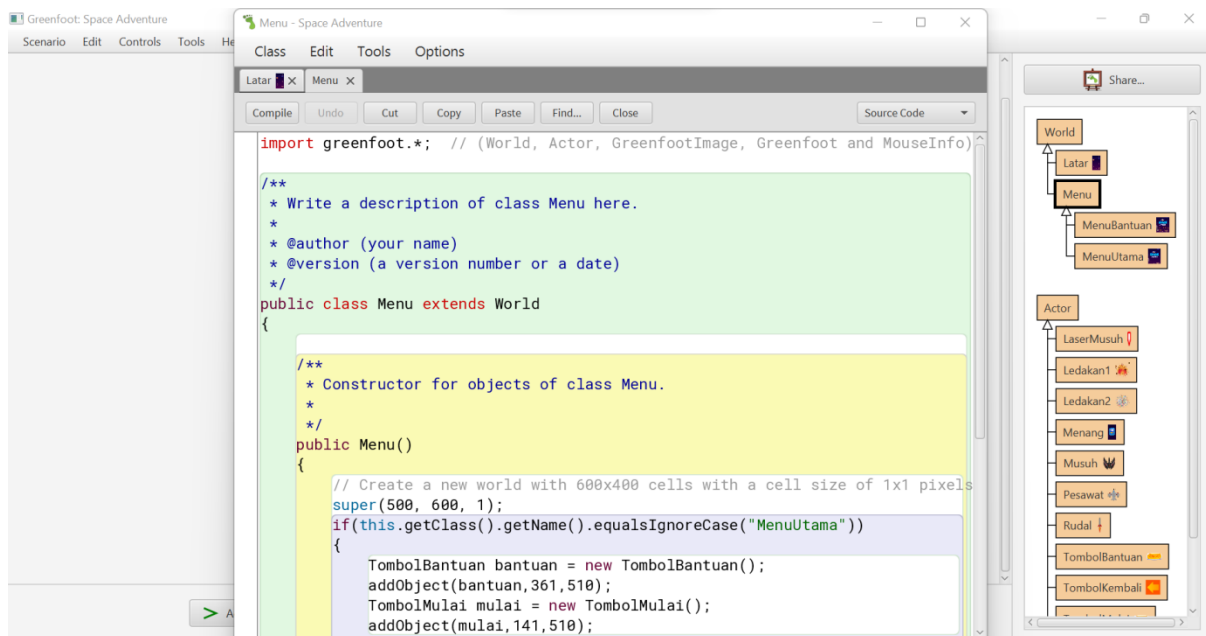 Greenfoot: Space Adventure
Scenario Edit Controls Tools He
Menu - Space Adventure
Class Edit Tools Options
Latar Menu
Compile Undo Cut Copy Paste Find... Close Source Code
import greenfoot.*;  // (World, Actor, GreenfootImage, Greenfoot and MouseInfo)
/**
 * Write a description of class Menu here.
 *
 * @author (your name)
 * @version (a version number or a date)
 */
public class Menu extends World
{
/**
 * Constructor for objects of class Menu.
 *
 */
public Menu()
{
// Create a new world with 600x400 cells with a cell size of 1x1 pixels
super(500, 600, 1);
if(this.getClass().getName().equalsIgnoreCase("MenuUtama"))
{
TombolBantuan bantuan = new TombolBantuan();
addObject(bantuan,361,510);
TombolMulai mulai = new TombolMulai();
addObject(mulai,141,510);
> A
Share...
World
Latar
Menu
MenuBantuan
MenuUtama
Actor
LaserMusuh
Ledakan1
Ledakan2
Menang
Musuh
Pesawat
Rudal
TombolBantuan
TombolKembali